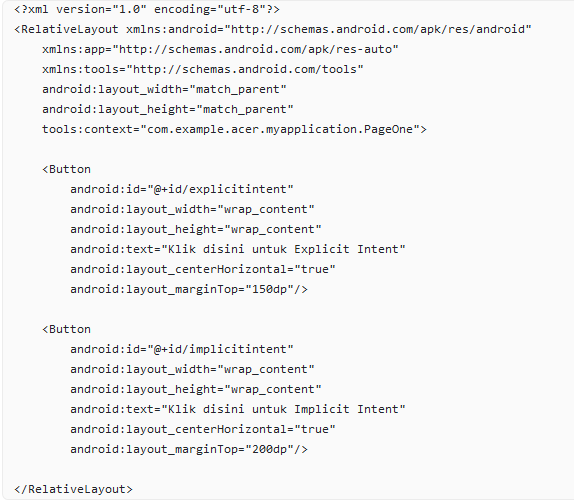 <?xml version="1.0" encoding="utf-8"?>
<RelativeLayout xmlns:android="http://schemas.android.com/apk/res/android"
    xmlns:app="http://schemas.android.com/apk/res-auto"
    xmlns:tools="http://schemas.android.com/tools"
    android:layout_width="match_parent"
    android:layout_height="match_parent"
    tools:context="com.example.acer.myapplication.PageOne">

    <Button
        android:id="@+id/explicitintent"
        android:layout_width="wrap_content"
        android:layout_height="wrap_content"
        android:text="Klik disini untuk Explicit Intent"
        android:layout_centerHorizontal="true"
        android:layout_marginTop="150dp"/>

    <Button
        android:id="@+id/implicitintent"
        android:layout_width="wrap_content"
        android:layout_height="wrap_content"
        android:text="Klik disini untuk Implicit Intent"
        android:layout_centerHorizontal="true"
        android:layout_marginTop="200dp"/>

</RelativeLayout>